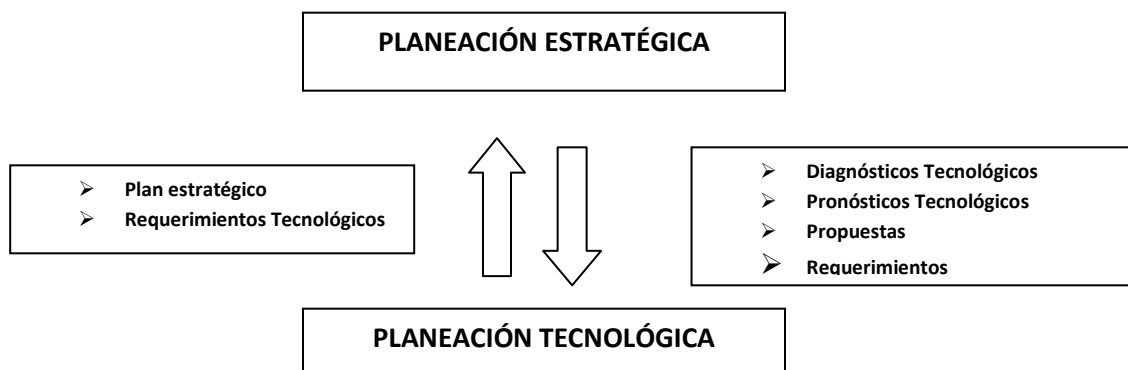 PLANEACIÓN ESTRATÉGICA
➢ Plan estratégico
➢ Requerimientos Tecnológicos
➢ Diagnósticos Tecnológicos
➢ Pronósticos Tecnológicos
➢ Propuestas
➢ Requerimientos
PLANEACIÓN TECNOLÓGICA